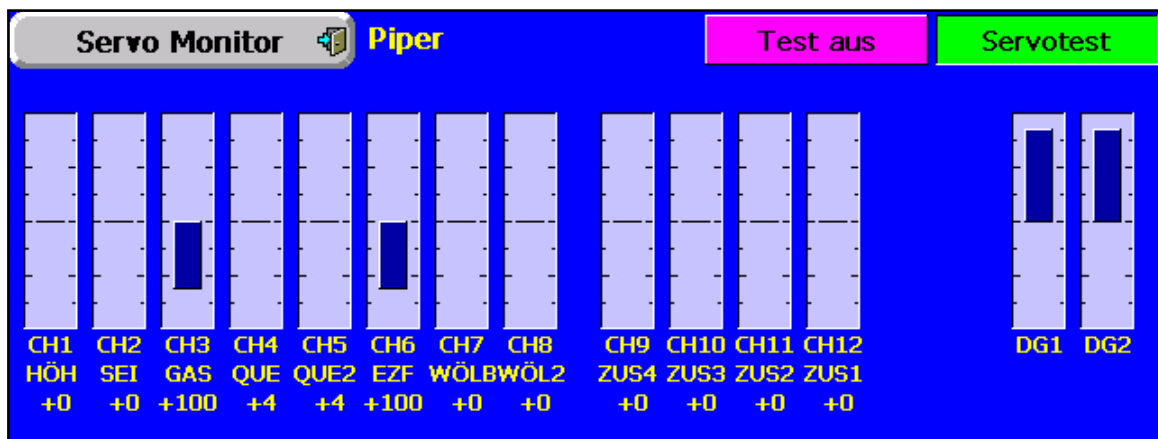 Servo Monitor Piper Test aus Servotest
CH1 CH2 CH3 CH4 CH5 CH6 CH7 CH8 CH9 CH10 CH11 CH12 DG1 DG2
HÖH SEI GAS QUE QUE2 EZF WÖLB WÖL2 ZUS4 ZUS3 ZUS2 ZUS1
+0 +0 +100 +4 +4 +100 +0 +0 +0 +0 +0 +0